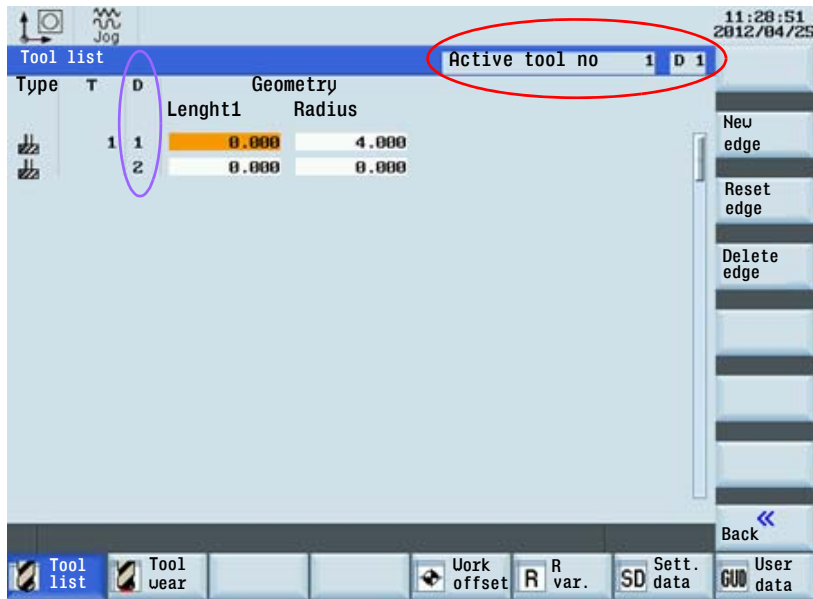 11:28:51
Jog
2012/04/25
Tool list
Active tool no 1 D 1
Type T D Geometry
Lenght1 Radius
1 1 0.000 4.000
2 0.000 0.000
New
edge
Reset
edge
Delete
edge
«
Back
Tool
list
Tool
wear
Work
offset
R R
var.
SD Sett.
data
GUD User
data